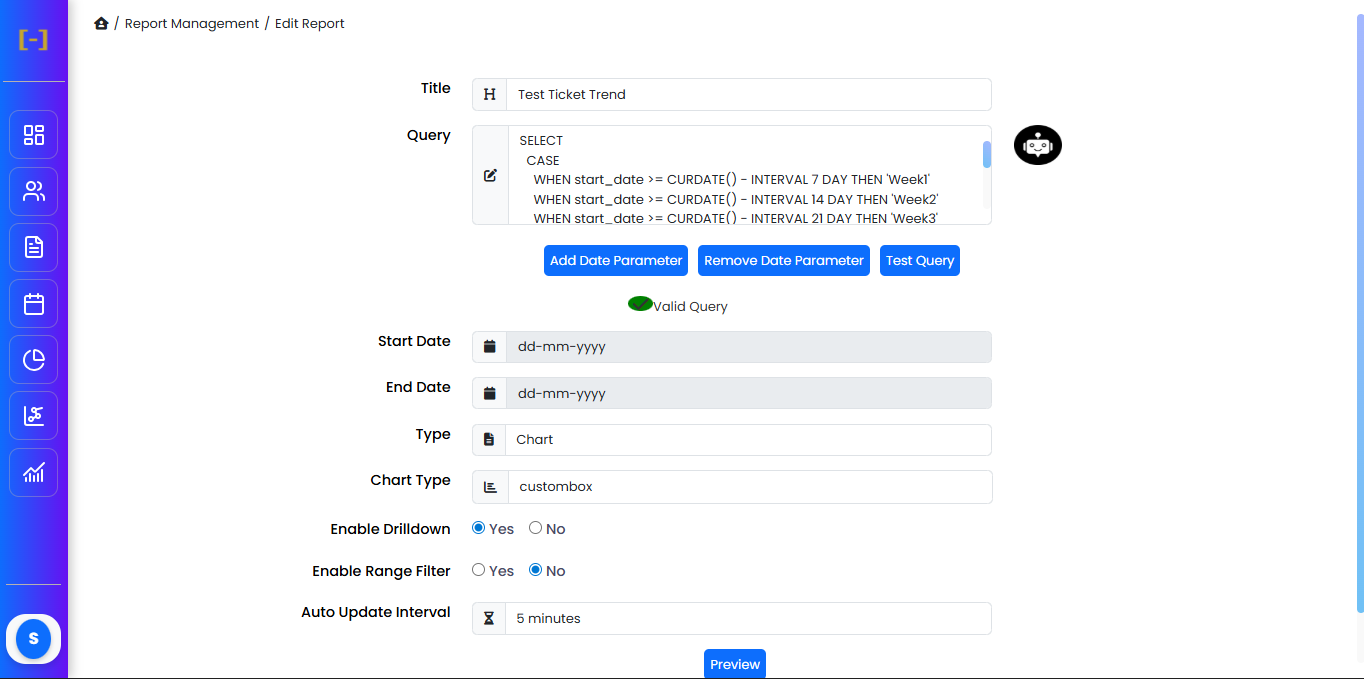 [-]
/ Report Management / Edit Report
Title
H
Test Ticket Trend
Query
SELECT
CASE
WHEN start_date >= CURDATE() - INTERVAL 7 DAY THEN 'Week1'
WHEN start_date >= CURDATE() - INTERVAL 14 DAY THEN 'Week2'
WHEN start_date >= CURDATE() - INTERVAL 21 DAY THEN 'Week3'
Add Date Parameter Remove Date Parameter Test Query
Valid Query
Start Date
dd-mm-yyyy
End Date
dd-mm-yyyy
Type
Chart
Chart Type
custombox
Enable Drilldown
Yes No
Enable Range Filter
Yes No
Auto Update Interval
5 minutes
S
Preview